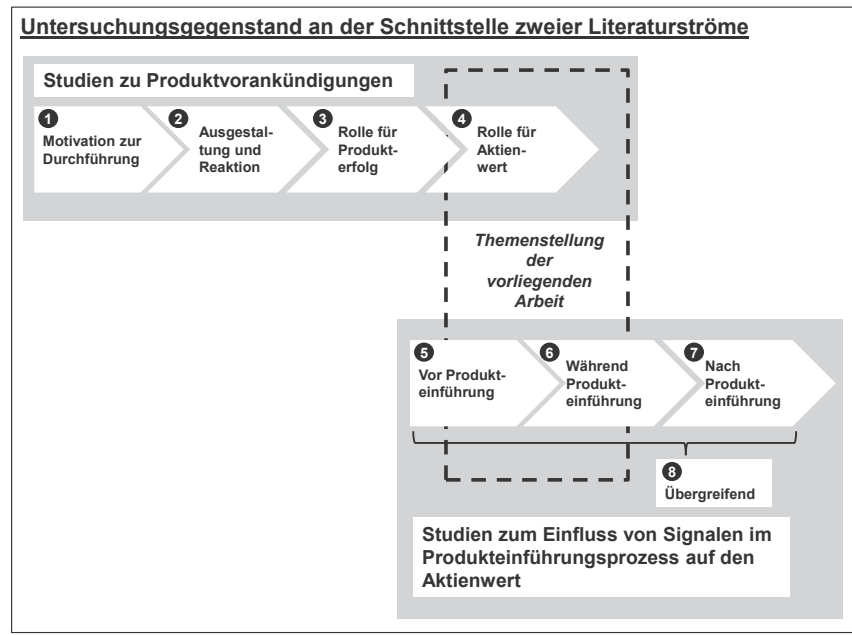 Untersuchungsgegenstand an der Schnittstelle zweier Literaturströme
Studien zu Produktvorankündigungen
1
Motivation zur
Durchführung
2
Ausgestal-
tung und
Reaktion
3
Rolle für
Produkt-
erfolg
4
Rolle für
Aktien-
wert
Themenstellung
der
vorliegenden
Arbeit
5
Vor Produkt-
einführung
6
Während
Produkt-
einführung
7
Nach
Produkt-
einführung
8
Übergreifend
Studien zum Einfluss von Signalen im
Produkteinführungsprozess auf den
Aktienwert